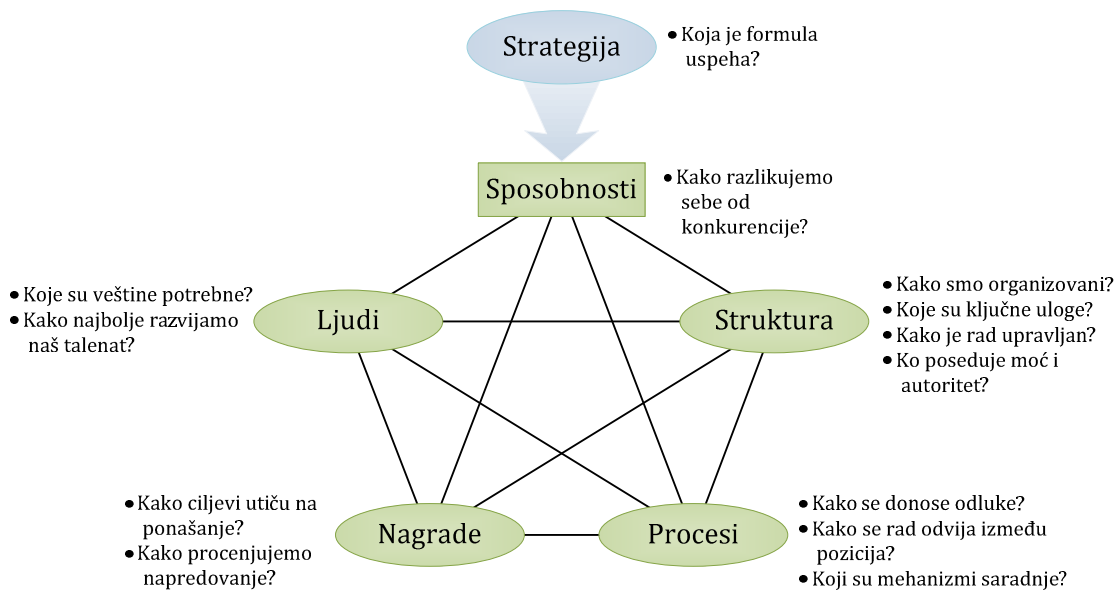 Strategija
• Koja je formula
uspeha?
Sposobnosti
• Kako razlikujemo
sebe od
konkurencije?
• Koje su veštine potrebne?
• Kako najbolje razvijamo
naš talenat?
Ljudi
Struktura
• Kako smo organizovani?
• Koje su ključne uloge?
• Kako je rad upravljan?
• Ko poseduje moć i
autoritet?
• Kako ciljevi utiču na
ponašanje?
• Kako procenjujemo
napredovanje?
Nagrade
Procesi
• Kako se donose odluke?
• Kako se rad odvija između
pozicija?
• Koji su mehanizmi saradnje?